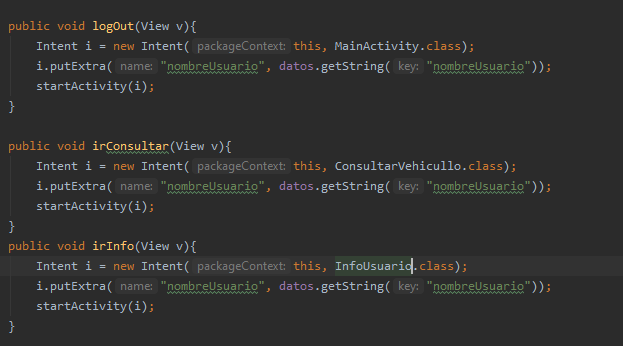 public void logOut(View v){
Intent i = new Intent( packageContext: this, MainActivity.class);
i.putExtra( name: "nombreUsuario", datos.getString( key: "nombreUsuario"));
startActivity(i);
}
public void irConsultar(View v){
Intent i = new Intent( packageContext: this, ConsultarVehicullo.class);
i.putExtra( name: "nombreUsuario", datos.getString( key: "nombreUsuario"));
startActivity(i);
}
public void irInfo(View v){
Intent i = new Intent( packageContext: this, InfoUsuario.class);
i.putExtra( name: "nombreUsuario", datos.getString( key: "nombreUsuario"));
startActivity(i);
}